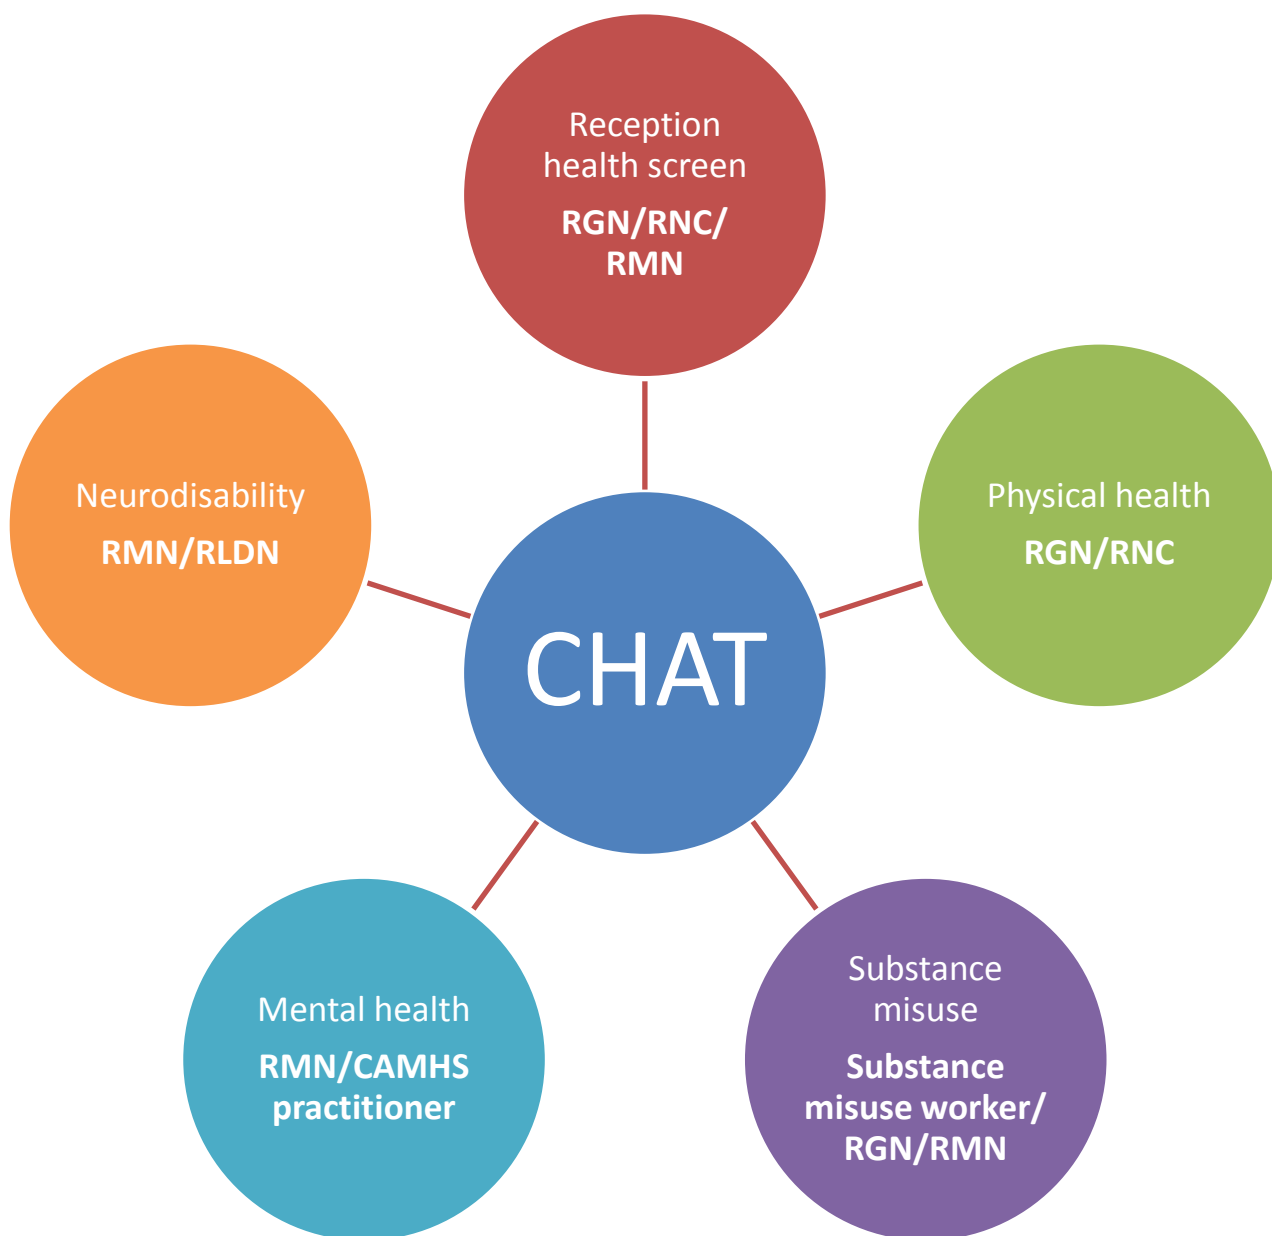 Reception
health screen
RGN/RNC/
RMN
Neurodisability
RMN/RLDN
Physical health
RGN/RNC
CHAT
Mental health
RMN/CAMHS
practitioner
Substance
misuse
Substance
misuse worker/
RGN/RMN